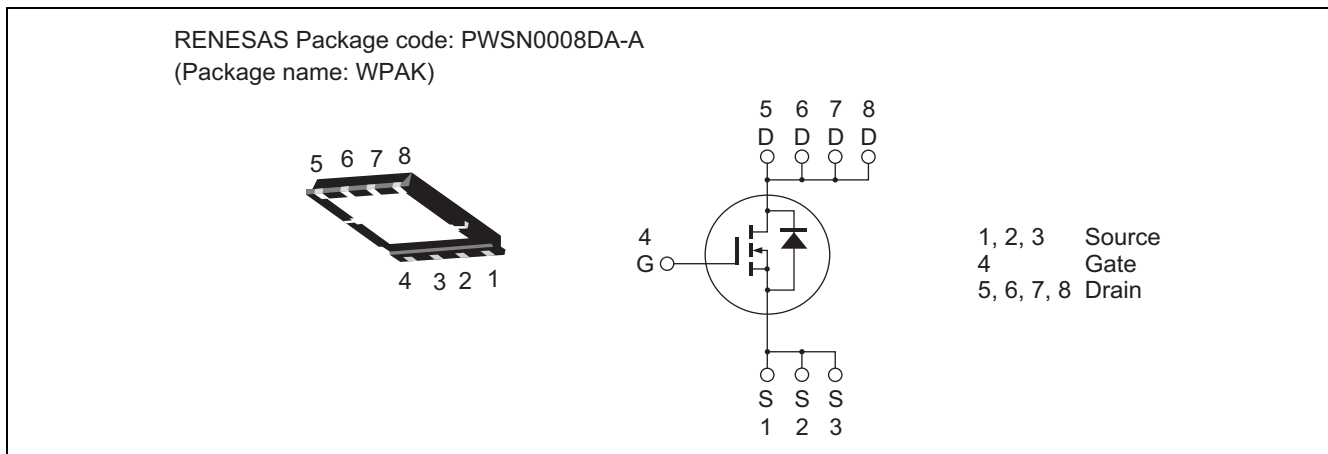 RENESAS Package code: PWSN0008DA-A
(Package name: WPAK)
5 6 7 8
4 3 2 1
5 6 7 8
D D D D
4
G
S S S
1 2 3
1, 2, 3 Source
4 Gate
5, 6, 7, 8 Drain